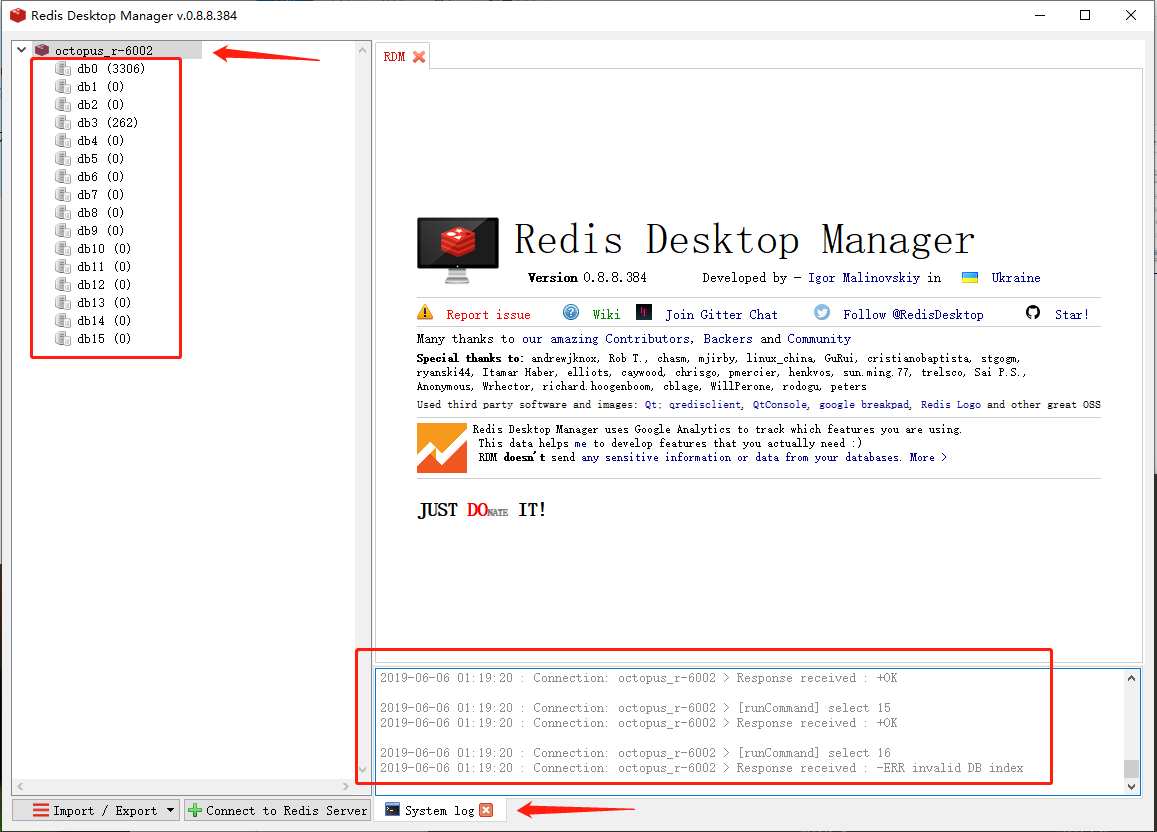 Redis Desktop Manager v.0.8.8.384
octopus_r-6002
db0 (3306)
db1 (0)
db2 (0)
db3 (262)
db4 (0)
db5 (0)
db6 (0)
db7 (0)
db8 (0)
db9 (0)
db10 (0)
db11 (0)
db12 (0)
db13 (0)
db14 (0)
db15 (0)
Import / Export
Connect to Redis Server
RDM
Redis Desktop Manager
Version 0.8.8.384 Developed by - Igor Malinovskiy in Ukraine
Report issue Wiki Join Gitter Chat Follow @RedisDesktop Star!
Many thanks to our amazing Contributors, Backers and Community
Special thanks to: andrewjknox, Rob T., chasm, mjirby, linux_china, GuRui, cristianobaptista, stgogm,
ryanski44, Itamar Haber, elliots, caywood, chrisgo, pmercier, henkvos, sun.ming.77, trelsco, Sai P.S.,
Anonymous, Wrhector, richard.hoogenboom, cblage, WillPerone, rodogu, peters
Used third party software and images: Qt, qredisclient, QtConsole, google breakpad, Redis Logo and other great OSS
Redis Desktop Manager uses Google Analytics to track which features you are using.
This data helps me to develop features that you actually need :)
RDM doesn't send any sensitive information or data from your databases. More >
JUST DONATE IT!
2019-06-06 01:19:20 : Connection: octopus_r-6002 > Response received : +OK
2019-06-06 01:19:20 : Connection: octopus_r-6002 > [runCommand] select 15
2019-06-06 01:19:20 : Connection: octopus_r-6002 > Response received : +OK
2019-06-06 01:19:20 : Connection: octopus_r-6002 > [runCommand] select 16
2019-06-06 01:19:20 : Connection: octopus_r-6002 > Response received : -ERR invalid DB index
System log